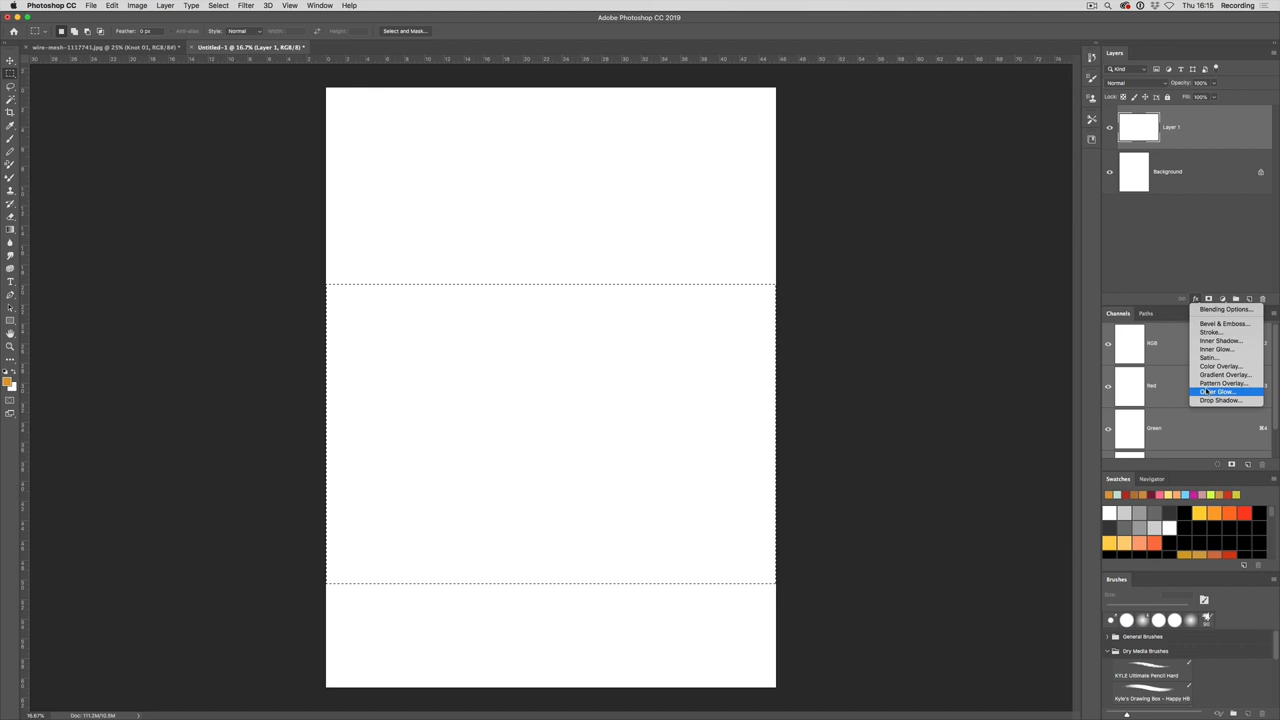 Photoshop CC File Edit Image Layer Type Select Filter 3D View Window Help
Thu 16:15 Recording
Adobe Photoshop CC 2019
Feather: 0 px Anti-alias Style: Normal Width: Height: Select and Mask...
wire-mesh-1117741.jpg @ 25% (Knot 01, RGB/8#) *
Untitled-1 @ 16.7% (Layer 1, RGB/8) *
Layers
Kind
Normal Opacity: 100%
Lock: Fill: 100%
Layer 1
Background
fx
Channels Paths
RGB
Red
Green ⌘4
Blending Options...
Bevel & Emboss...
Stroke...
Inner Shadow...
Inner Glow...
Satin...
Color Overlay...
Gradient Overlay...
Pattern Overlay...
Outer Glow...
Drop Shadow...
Swatches Navigator
Brushes
Size:
General Brushes
Dry Media Brushes
KYLE Ultimate Pencil Hard
Kyle's Drawing Box - Happy HB
16.67% Doc: 111.2M/10.5M